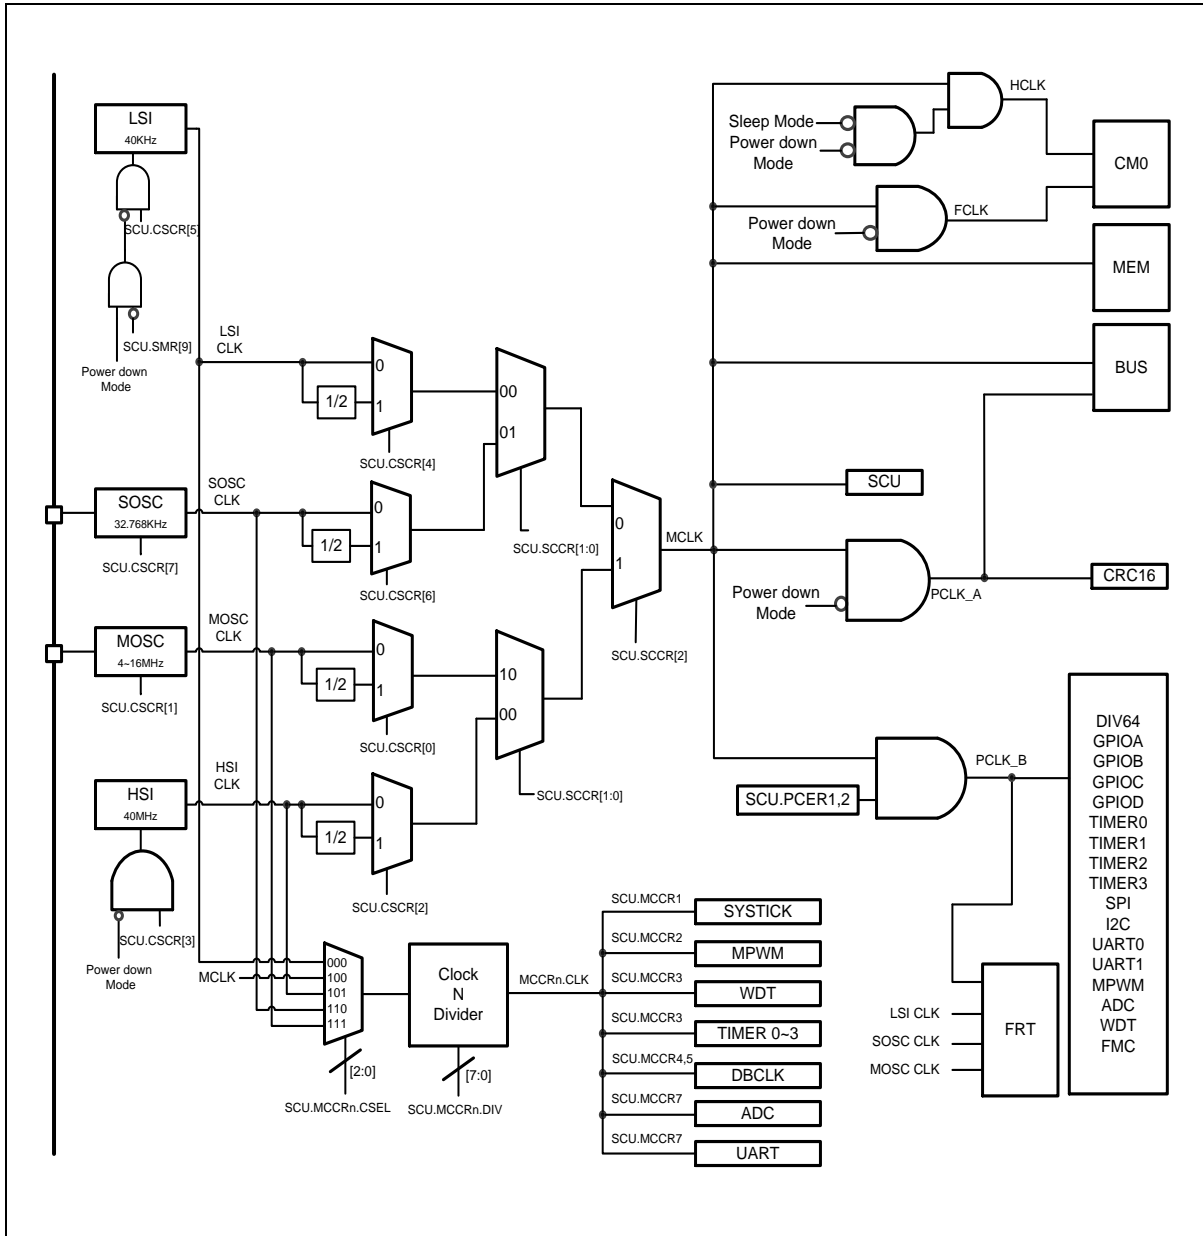 LSI
40KHz
SCU.CSCR[5]
SCU.SMR[9]
Power down
Mode
LSI
CLK
0
1/2
1
SCU.CSCR[4]
00
01
SCU.SCCR[1:0]
SOSC
32.768KHz
SCU.CSCR[7]
SOSC
CLK
0
1/2
1
SCU.CSCR[6]
MOSC
4~16MHz
SCU.CSCR[1]
MOSC
CLK
0
1/2
1
SCU.CSCR[0]
10
00
SCU.SCCR[1:0]
HSI
40MHz
SCU.CSCR[3]
Power down
Mode
HSI
CLK
0
1/2
1
SCU.CSCR[2]
0
1
SCU.SCCR[2]
MCLK
Sleep Mode
Power down
Mode
HCLK
Power down
Mode
FCLK
CM0
MEM
BUS
SCU
Power down
Mode
PCLK_A
CRC16
SCU.PCER1,2
PCLK_B
DIV64
GPIOA
GPIOB
GPIOC
GPIOD
TIMER0
TIMER1
TIMER2
TIMER3
SPI
I2C
UART0
UART1
MPWM
ADC
WDT
FMC
LSI CLK
SOSC CLK
MOSC CLK
FRT
MCLK
000
100
101
110
111
[2:0]
SCU.MCCRn.CSEL
Clock
N
Divider
[7:0]
SCU.MCCRn.DIV
MCCRn.CLK
SCU.MCCR1
SYSTICK
SCU.MCCR2
MPWM
SCU.MCCR3
WDT
SCU.MCCR3
TIMER 0~3
SCU.MCCR4,5
DBCLK
SCU.MCCR7
ADC
SCU.MCCR7
UART